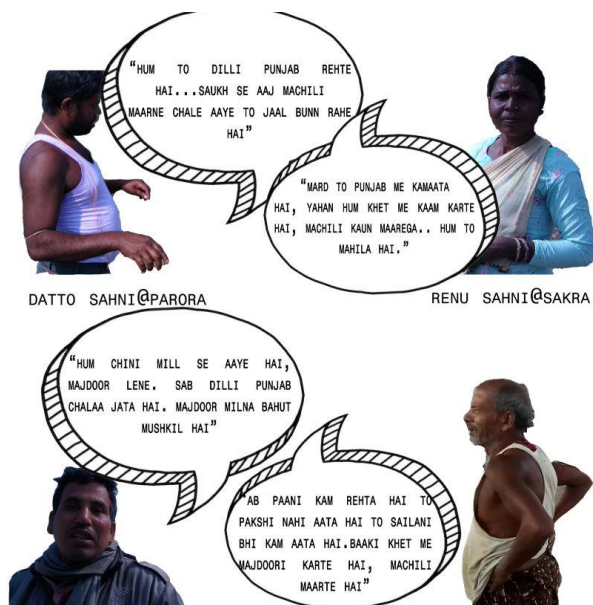 "HUM TO DILLI PUNJAB REHTE
HAI...SAUKH SE AAJ MACHILI
MAARNE CHALE AAYE TO JAAL BUNN RAHE
HAI"
"MARD TO PUNJAB ME KAMAATA
HAI, YAHAN HUM KHET ME KAAM KARTE
HAI, MACHILI KAUN MAAREGA.. HUM TO
MAHILA HAI."
DATTO SAHNI@PARORA
RENU SAHNI@SAKRA
"HUM CHINI MILL SE AAYE HAI,
MAJDOOR LENE. SAB DILLI PUNJAB
CHALAA JATA HAI. MAJDOOR MILNA BAHUT
MUSHKIL HAI"
"AB PAANI KAM REHTA HAI TO
PAKSHI NAHI AATA HAI TO SAILANI
BHI KAM AATA HAI.BAAKI KHET ME
MAJDOORI KARTE HAI, MACHILI
MAARTE HAI"